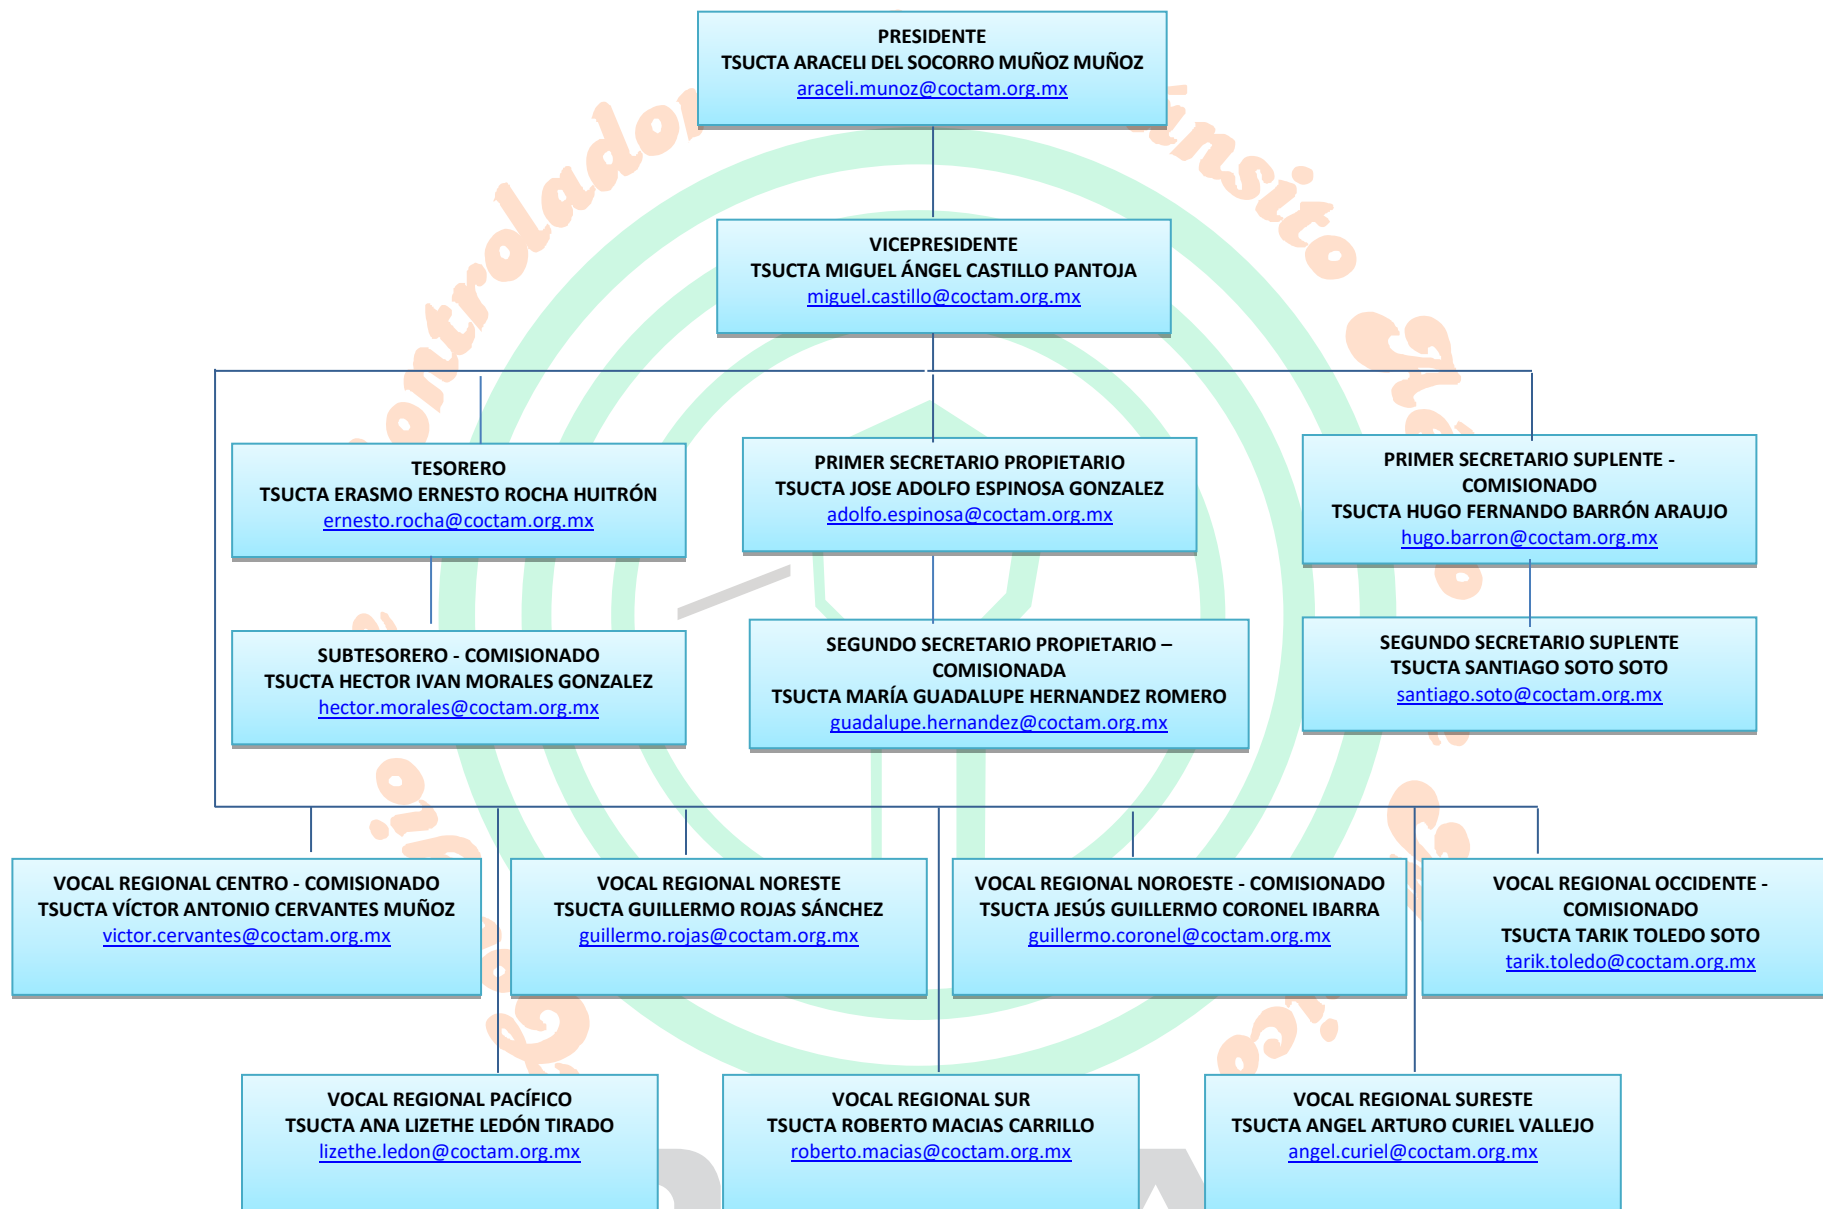 PRESIDENTE
TSUCTA ARACELI DEL SOCORRO MUÑOZ MUÑOZ
araceli.munoz@coctam.org.mx
VICEPRESIDENTE
TSUCTA MIGUEL ÁNGEL CASTILLO PANTOJA
miguel.castillo@coctam.org.mx
TESORERO
TSUCTA ERASMO ERNESTO ROCHA HUITRÓN
ernesto.rocha@coctam.org.mx
PRIMER SECRETARIO PROPIETARIO
TSUCTA JOSE ADOLFO ESPINOSA GONZALEZ
adolfo.espinosa@coctam.org.mx
PRIMER SECRETARIO SUPLENTE -
COMISIONADO
TSUCTA HUGO FERNANDO BARRÓN ARAUJO
hugo.barron@coctam.org.mx
SUBTESORERO - COMISIONADO
TSUCTA HECTOR IVAN MORALES GONZALEZ
hector.morales@coctam.org.mx
SEGUNDO SECRETARIO PROPIETARIO –
COMISIONADA
TSUCTA MARÍA GUADALUPE HERNANDEZ ROMERO
guadalupe.hernandez@coctam.org.mx
SEGUNDO SECRETARIO SUPLENTE
TSUCTA SANTIAGO SOTO SOTO
santiago.soto@coctam.org.mx
VOCAL REGIONAL CENTRO - COMISIONADO
TSUCTA VÍCTOR ANTONIO CERVANTES MUÑOZ
victor.cervantes@coctam.org.mx
VOCAL REGIONAL NORESTE
TSUCTA GUILLERMO ROJAS SÁNCHEZ
guillermo.rojas@coctam.org.mx
VOCAL REGIONAL NOROESTE - COMISIONADO
TSUCTA JESÚS GUILLERMO CORONEL IBARRA
guillermo.coronel@coctam.org.mx
VOCAL REGIONAL OCCIDENTE -
COMISIONADO
TSUCTA TARIK TOLEDO SOTO
tarik.toledo@coctam.org.mx
VOCAL REGIONAL PACÍFICO
TSUCTA ANA LIZETHE LEDÓN TIRADO
lizethe.ledon@coctam.org.mx
VOCAL REGIONAL SUR
TSUCTA ROBERTO MACIAS CARRILLO
roberto.macias@coctam.org.mx
VOCAL REGIONAL SURESTE
TSUCTA ANGEL ARTURO CURIEL VALLEJO
angel.curiel@coctam.org.mx